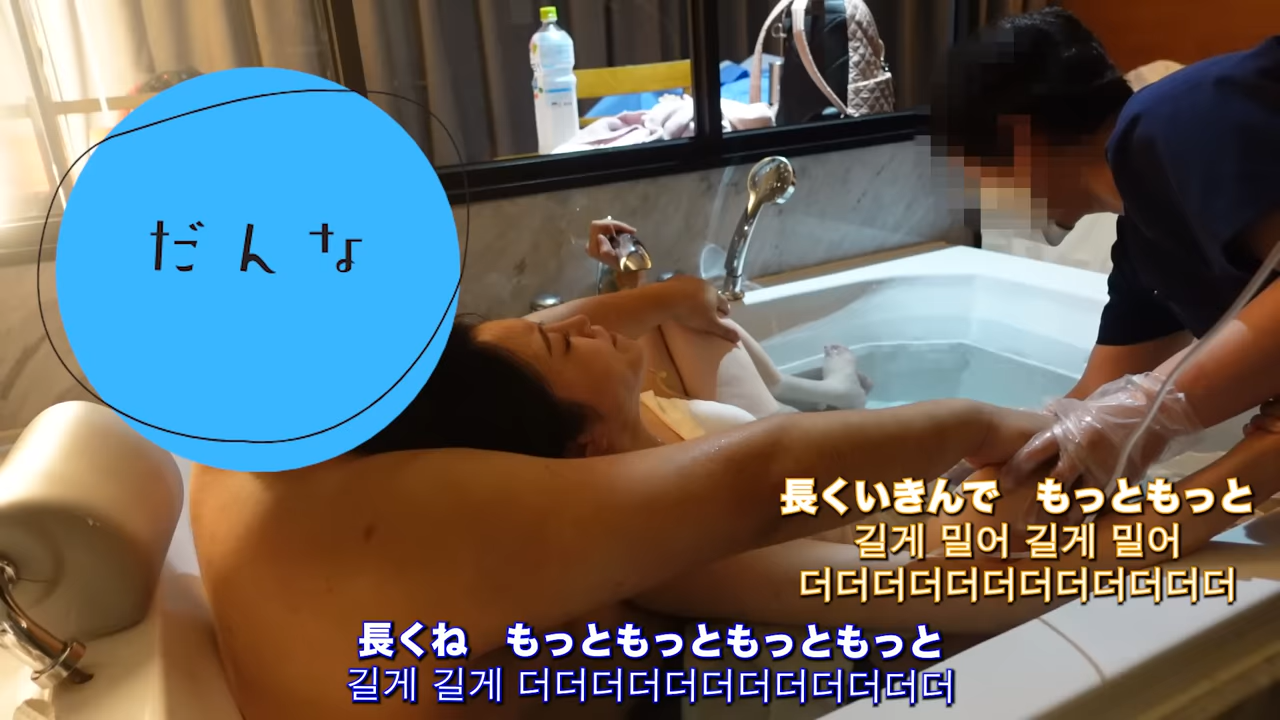 だんな
長くいきんで　もっともっと
길게 밀어 길게 밀어
더더더더더더더더더더더더
長くね　もっともっともっともっと
길게 길게 더더더더더더더더더더더더